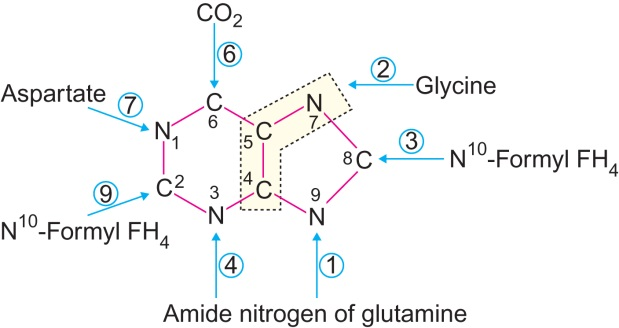 CO₂
⑥
② Glycine
Aspartate ⑦
C 6
N 7
N 1
5 C
③ N¹⁰-Formyl FH₄
8 C
⑨ C 2
4 C
3 N
9 N
N¹⁰-Formyl FH₄
④ ①
Amide nitrogen of glutamine